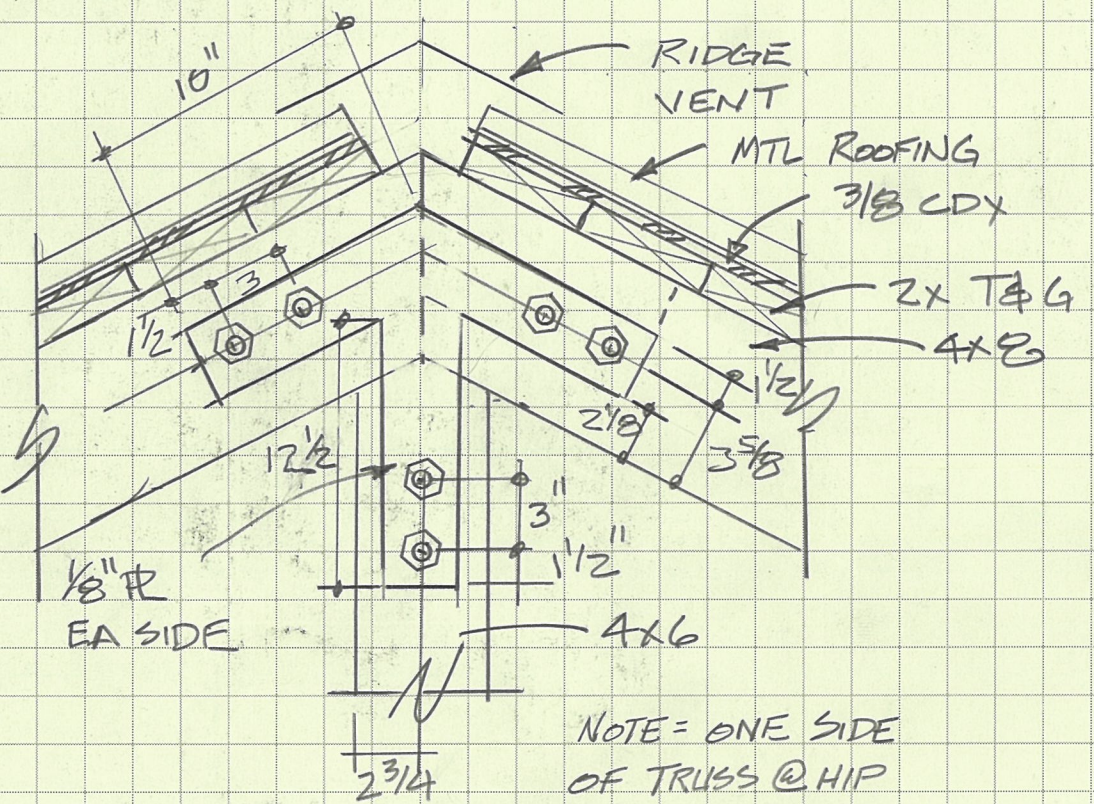 10"
RIDGE
VENT
MTL ROOFING
3/8 CDX
2X T&G
4X8
3
1 1/2
1 1/2
2 1/8
3 5/8
12 1/2
3"
1 1/2"
1/8" PL
EA SIDE
4X6
2 3/4
NOTE = ONE SIDE
OF TRUSS @ HIP